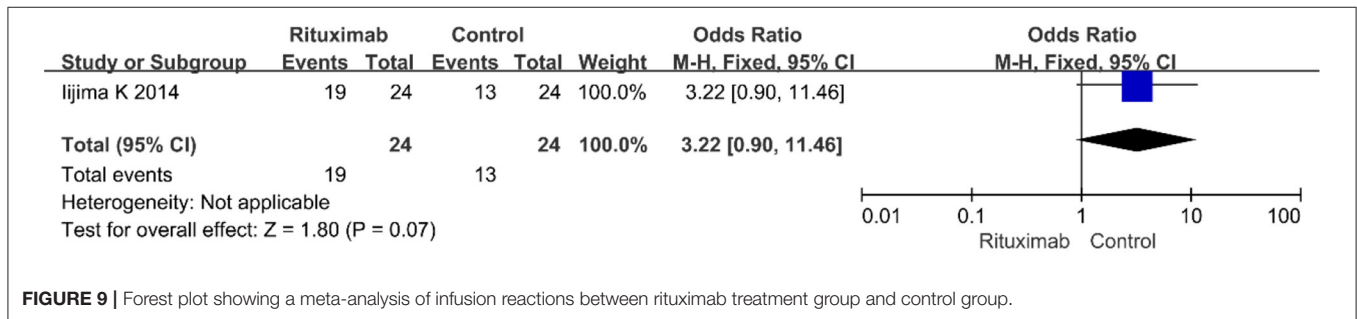 Rituximab Control Odds Ratio Odds Ratio
Study or Subgroup Events Total Events Total Weight M-H, Fixed, 95% CI M-H, Fixed, 95% CI
Iijima K 2014 19 24 13 24 100.0% 3.22 [0.90, 11.46]
Total (95% CI) 24 24 100.0% 3.22 [0.90, 11.46]
Total events 19 13
Heterogeneity: Not applicable
Test for overall effect: Z = 1.80 (P = 0.07)
0.01 0.1 1 10 100
Rituximab Control
FIGURE 9 | Forest plot showing a meta-analysis of infusion reactions between rituximab treatment group and control group.